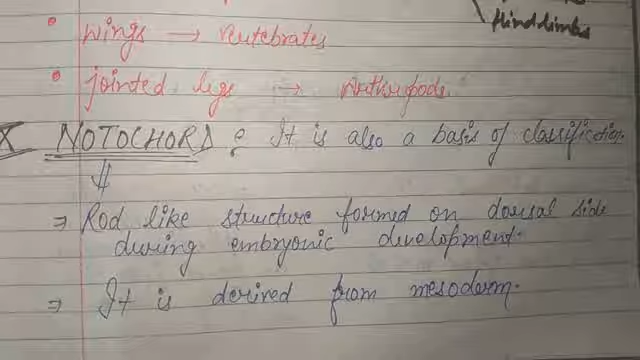 Hindlimbs
• Wings → Vertebrates
• jointed legs → Arthropods.
X NOTOCHORD : It is also a basis of classification.
⇓
⇒ Rod like structure formed on dorsal side
during embryonic development.
⇒ It is derived from mesoderm.